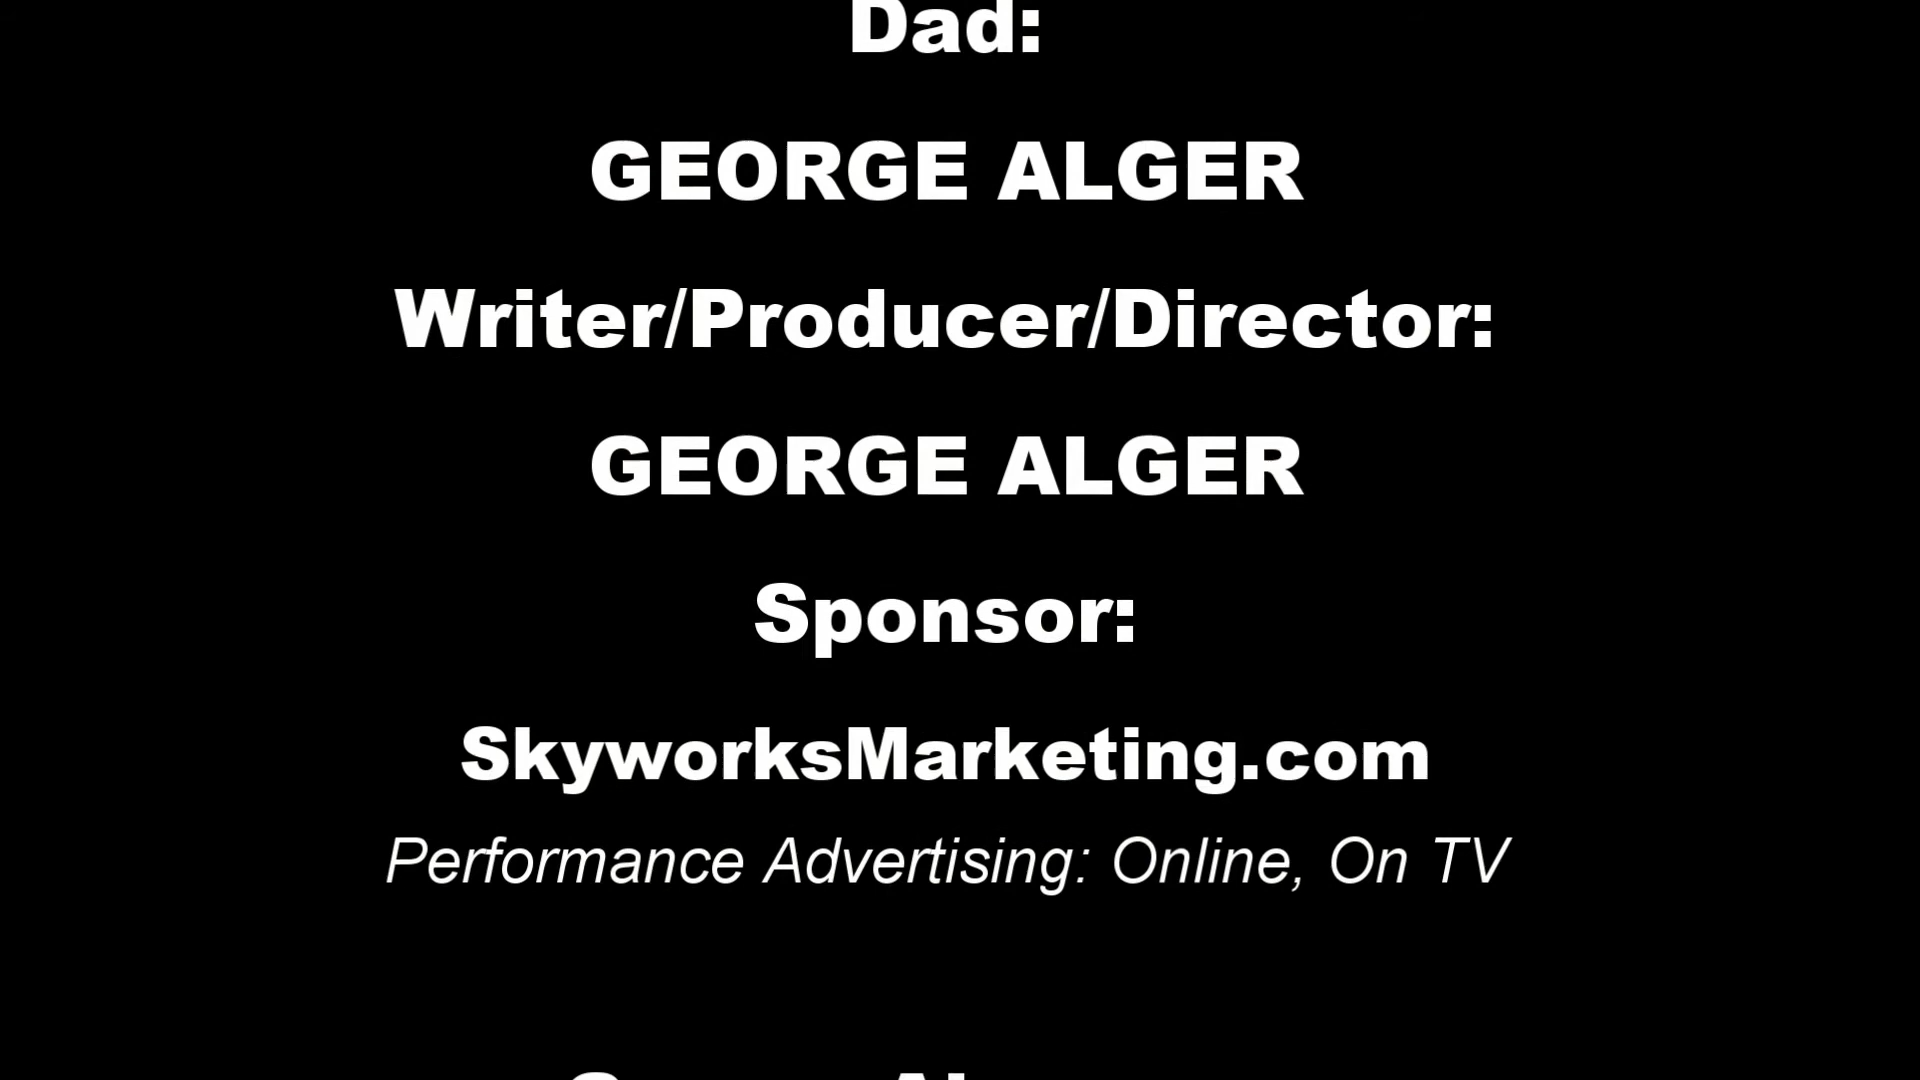 Dad:
GEORGE ALGER
Writer/Producer/Director:
GEORGE ALGER
Sponsor:
SkyworksMarketing.com
Performance Advertising: Online, On TV